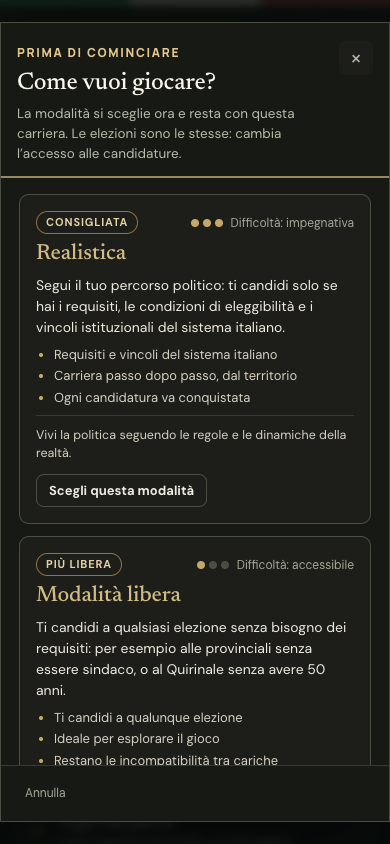 PRIMA DI COMINCIARE
Come vuoi giocare?
×
La modalità si sceglie ora e resta con questa
carriera. Le elezioni sono le stesse: cambia
l'accesso alle candidature.
CONSIGLIATA
Difficoltà: impegnativa
Realistica
Segui il tuo percorso politico: ti candidi solo se
hai i requisiti, le condizioni di eleggibilità e i
vincoli istituzionali del sistema italiano.
• Requisiti e vincoli del sistema italiano
• Carriera passo dopo passo, dal territorio
• Ogni candidatura va conquistata
Vivi la politica seguendo le regole e le dinamiche della
realtà.
Scegli questa modalità
PIÙ LIBERA
Difficoltà: accessibile
Modalità libera
Ti candidi a qualsiasi elezione senza bisogno dei
requisiti: per esempio alle provinciali senza
essere sindaco, o al Quirinale senza avere 50
anni.
• Ti candidi a qualunque elezione
• Ideale per esplorare il gioco
• Restano le incompatibilità tra cariche
Annulla